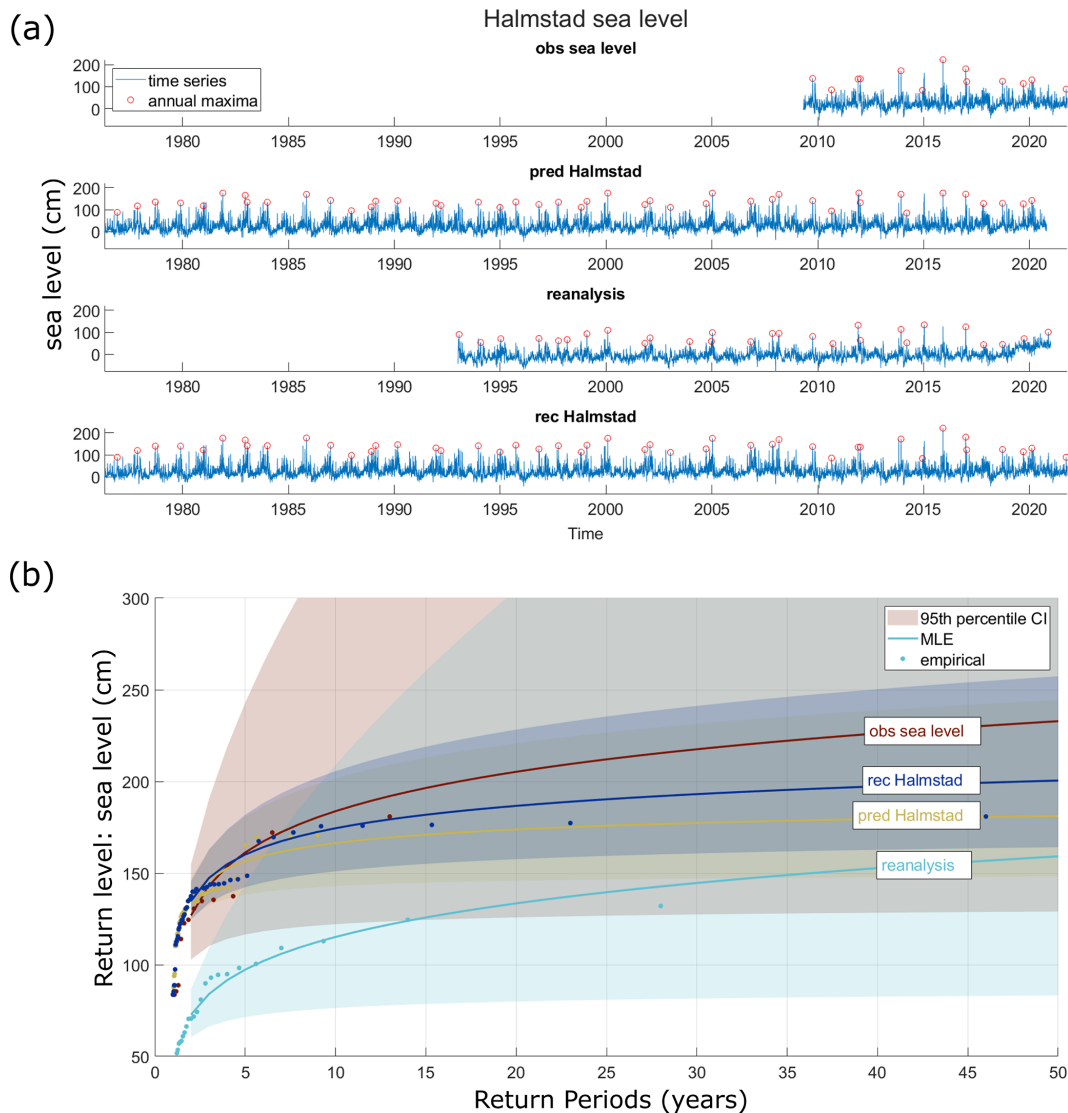 (a)
Halmstad sea level
obs sea level
time series
annual maxima
200
100
0
1980 1985 1990 1995 2000 2005 2010 2015 2020
pred Halmstad
200
100
0
1980 1985 1990 1995 2000 2005 2010 2015 2020
sea level (cm)
reanalysis
200
100
0
1980 1985 1990 1995 2000 2005 2010 2015 2020
rec Halmstad
200
100
0
1980 1985 1990 1995 2000 2005 2010 2015 2020
Time
(b)
300
250
200
150
100
50
Return level: sea level (cm)
95th percentile CI
MLE
empirical
obs sea level
rec Halmstad
pred Halmstad
reanalysis
0 5 10 15 20 25 30 35 40 45 50
Return Periods (years)